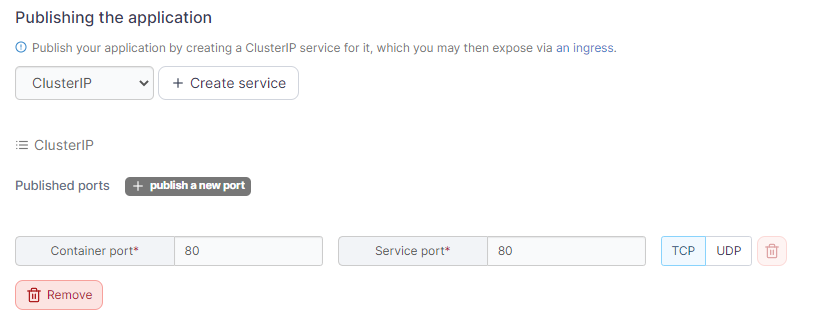 Publishing the application
Publish your application by creating a ClusterIP service for it, which you may then expose via an ingress.
ClusterIP + Create service
ClusterIP
Published ports + publish a new port
Container port* 80 Service port* 80 TCP UDP
Remove